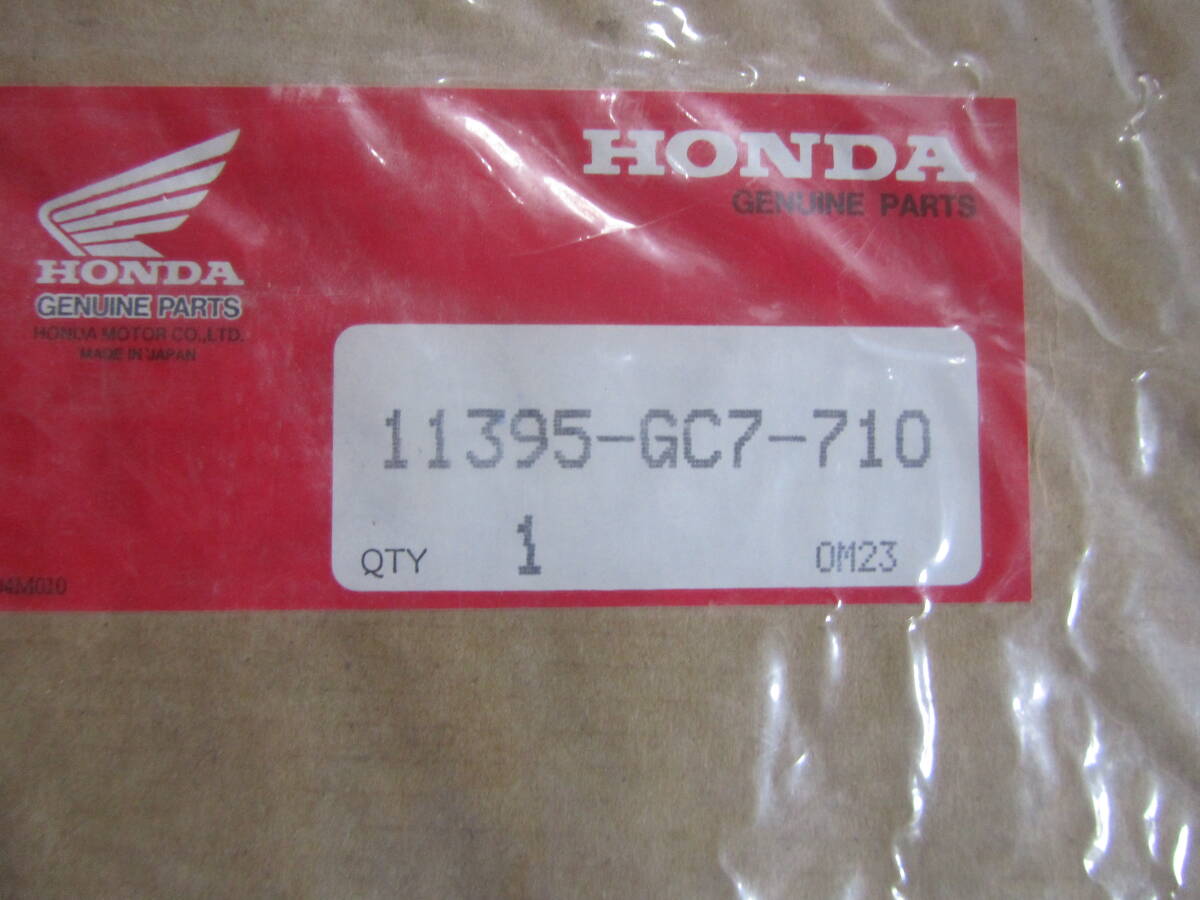 HONDA
GENUINE PARTS
HONDA MOTOR CO.,LTD.
MADE IN JAPAN
HONDA
GENUINE PARTS
11395-GC7-710
QTY 1 0M23
04M010